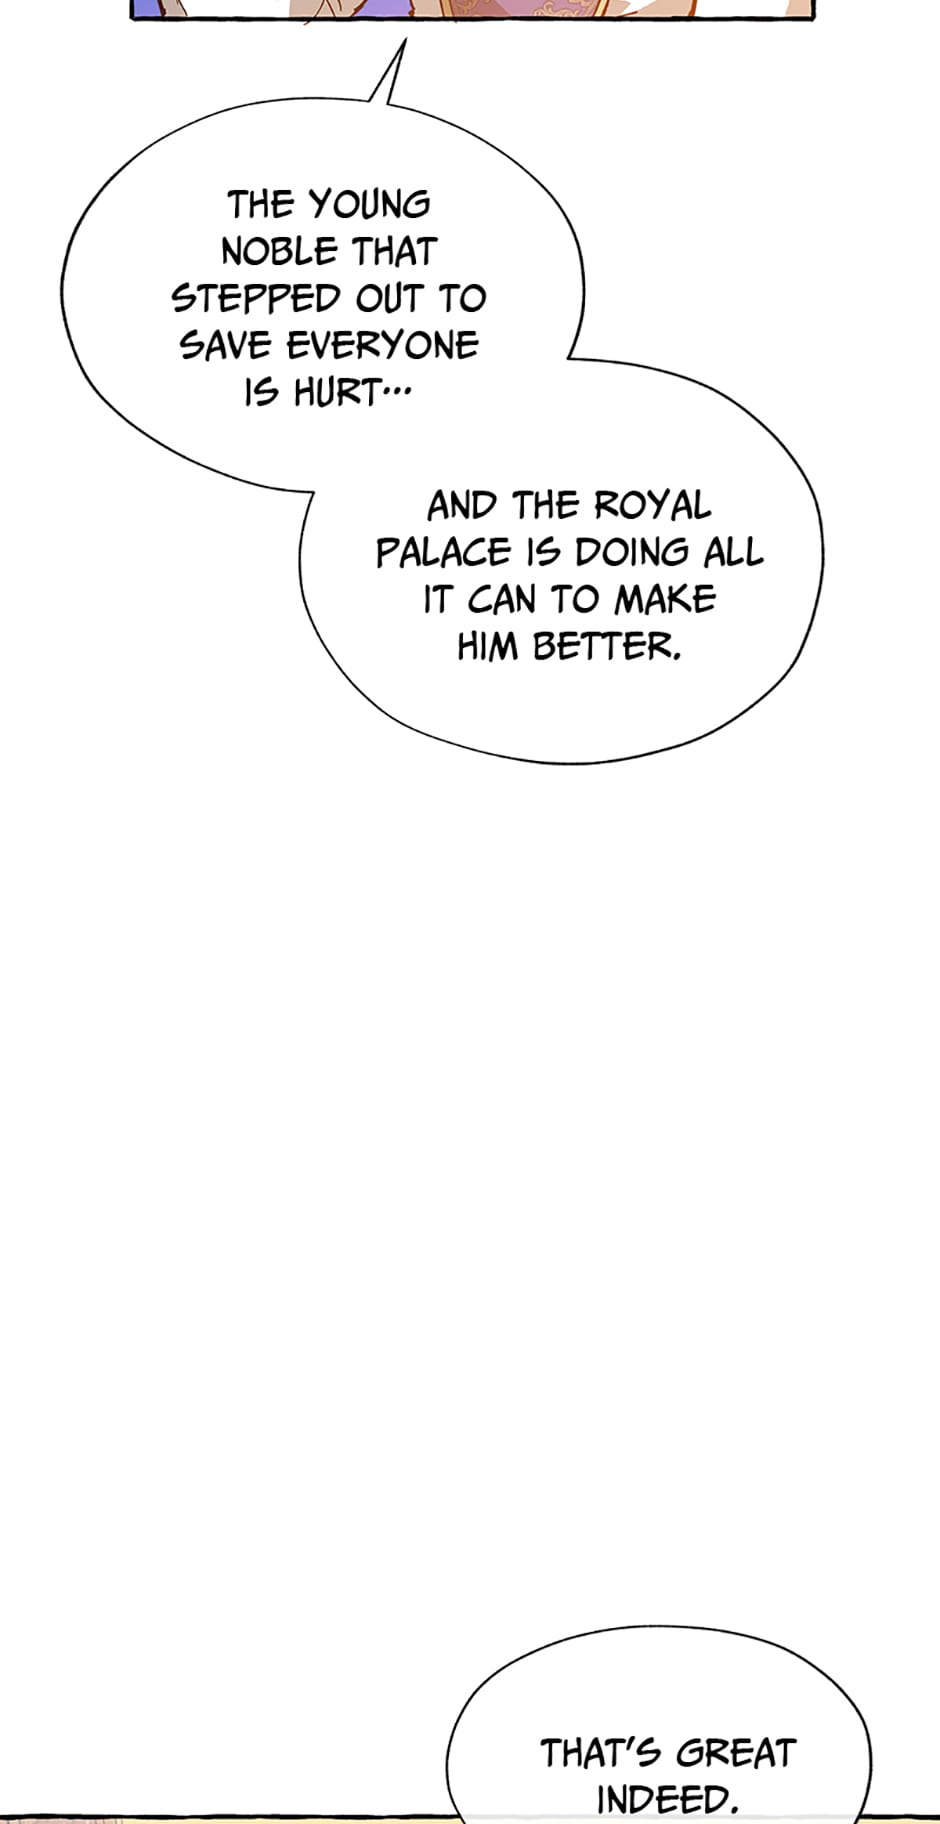 THE YOUNG
NOBLE THAT
STEPPED OUT TO
SAVE EVERYONE
IS HURT...
AND THE ROYAL
PALACE IS DOING ALL
IT CAN TO MAKE
HIM BETTER.
THAT'S GREAT
INDEED.